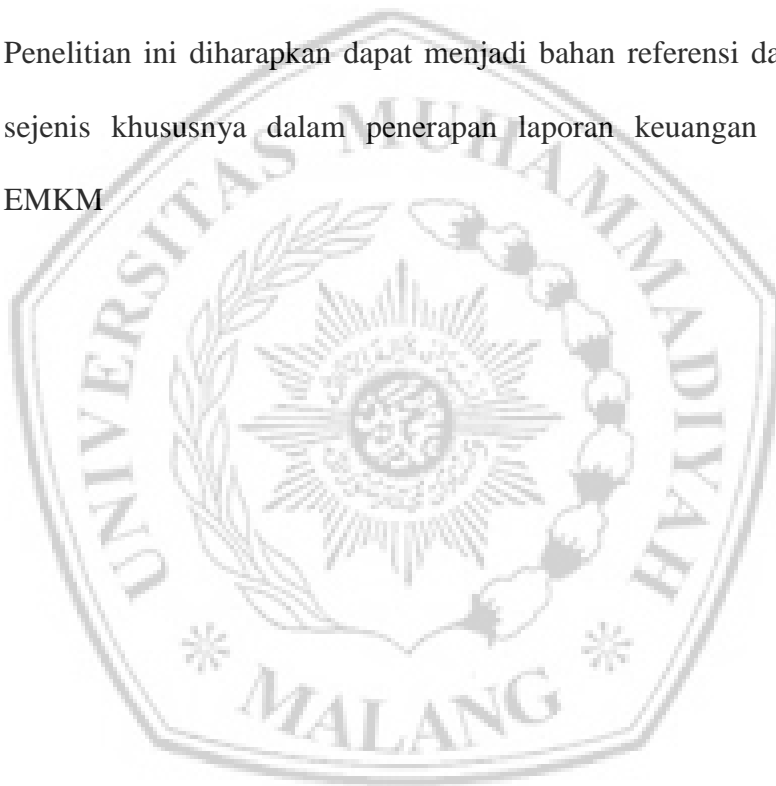 Penelitian ini diharapkan dapat menjadi bahan referensi da
sejenis khususnya dalam penerapan laporan keuangan
EMKM
UNIVERSITAS MUHAMMADIYAH
MALANG